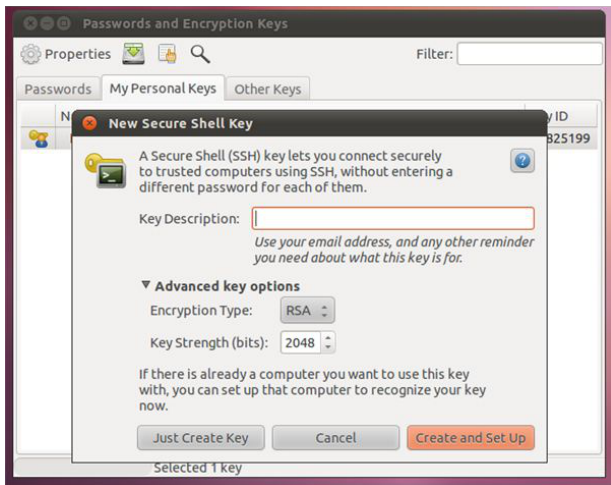 Passwords and Encryption Keys
Properties
Filter:
Passwords My Personal Keys Other Keys
New Secure Shell Key
825199
A Secure Shell (SSH) key lets you connect securely
to trusted computers using SSH, without entering a
different password for each of them.
Key Description:
Use your email address, and any other reminder
you need about what this key is for.
Advanced key options
Encryption Type: RSA
Key Strength (bits): 2048
If there is already a computer you want to use this key
with, you can set up that computer to recognize your key
now.
Just Create Key Cancel Create and Set Up
Selected 1 key